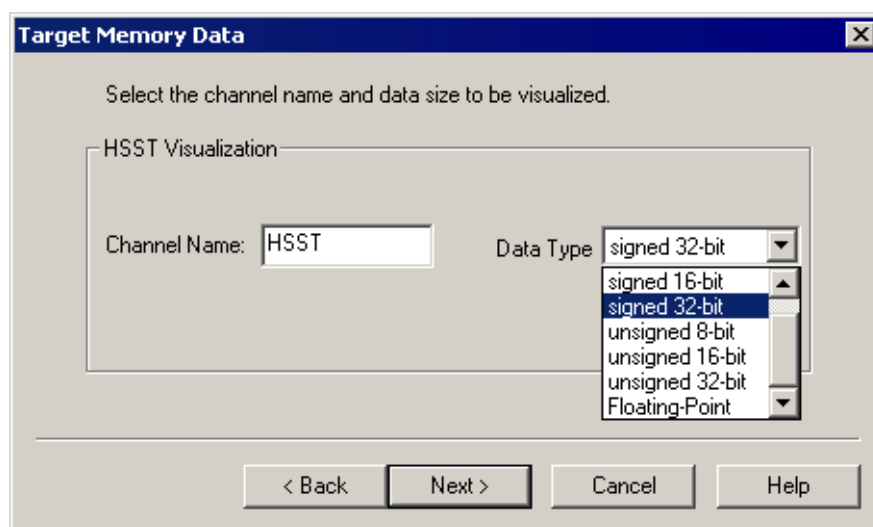 Target Memory Data
Select the channel name and data size to be visualized.
HSST Visualization
Channel Name: HSST
Data Type signed 32-bit
signed 16-bit
signed 32-bit
unsigned 8-bit
unsigned 16-bit
unsigned 32-bit
Floating-Point
< Back Next > Cancel Help